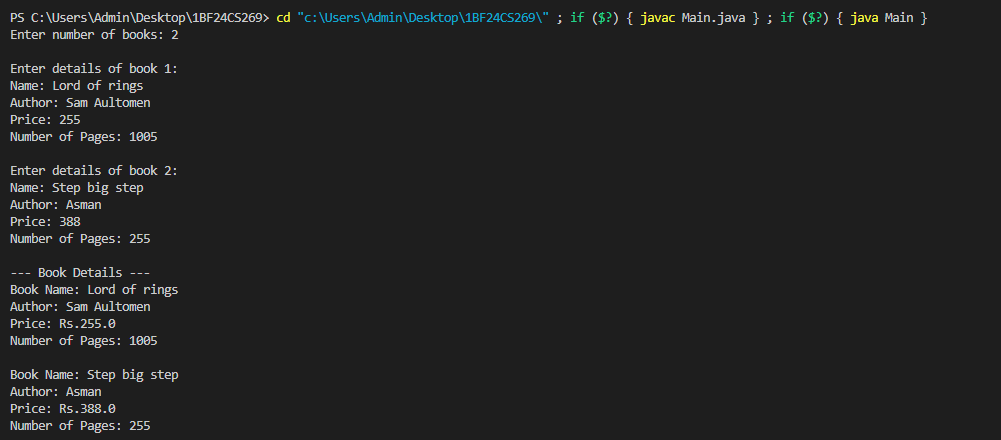 PS C:\Users\Admin\Desktop\1BF24CS269> cd "c:\Users\Admin\Desktop\1BF24CS269\" ; if ($?) { javac Main.java } ; if ($?) { java Main }
Enter number of books: 2
Enter details of book 1:
Name: Lord of rings
Author: Sam Aultomen
Price: 255
Number of Pages: 1005
Enter details of book 2:
Name: Step big step
Author: Asman
Price: 388
Number of Pages: 255
--- Book Details ---
Book Name: Lord of rings
Author: Sam Aultomen
Price: Rs.255.0
Number of Pages: 1005
Book Name: Step big step
Author: Asman
Price: Rs.388.0
Number of Pages: 255